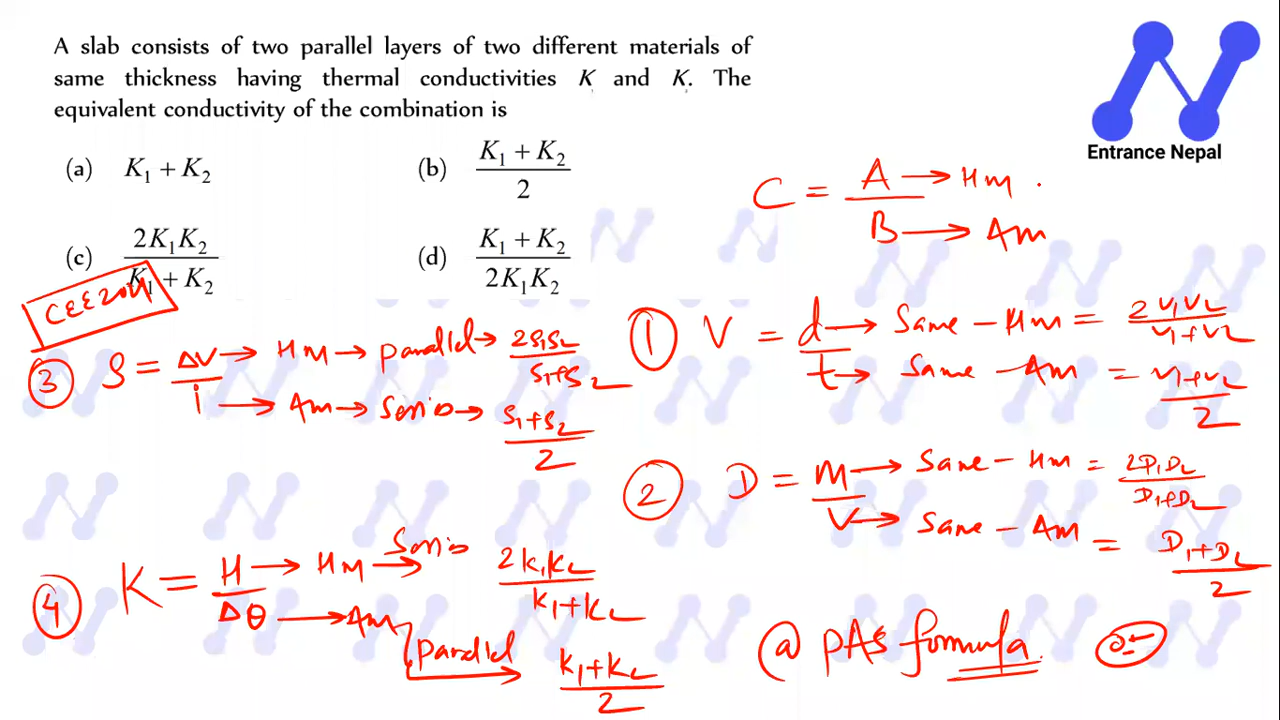 A slab consists of two parallel layers of two different materials of
same thickness having thermal conductivities K and K. The
equivalent conductivity of the combination is
(a) K₁ + K₂
(b) (K₁ + K₂)/2
(c) 2K₁K₂/(K₁ + K₂)
(d) (K₁ + K₂)/(2K₁K₂)
Entrance Nepal
C = A → Hm
B → Am
① V = d → Same - Hm = 2V₁V₂/(V₁+V₂)
t → Same - Am = (V₁+V₂)/2
② D = M → Same - Hm = 2D₁D₂/(D₁+D₂)
V → Same - Am = (D₁+D₂)/2
③ S = ΔV → HM → parallel → 2S₁S₂/(S₁+S₂)
i → Am → Series → (S₁+S₂)/2
④ K = H → HM → Series 2K₁K₂/(K₁+K₂)
Δθ → Am
parallel → (K₁+K₂)/2
@ PAS formula